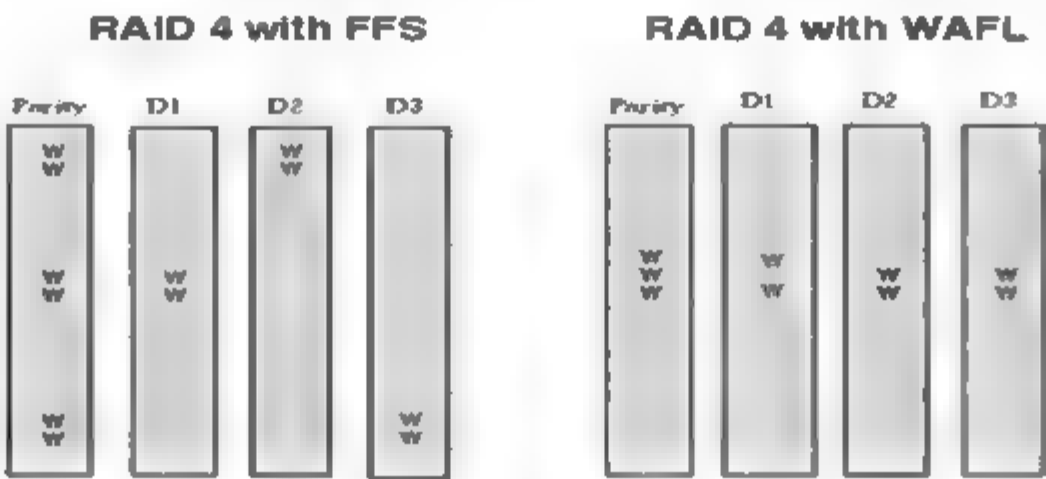 RAID 4 with FFS
RAID 4 with WAFL
Parity D1 D2 D3
Parity D1 D2 D3
W W
W W
W
W W
W W W
W W W W
W W
W W